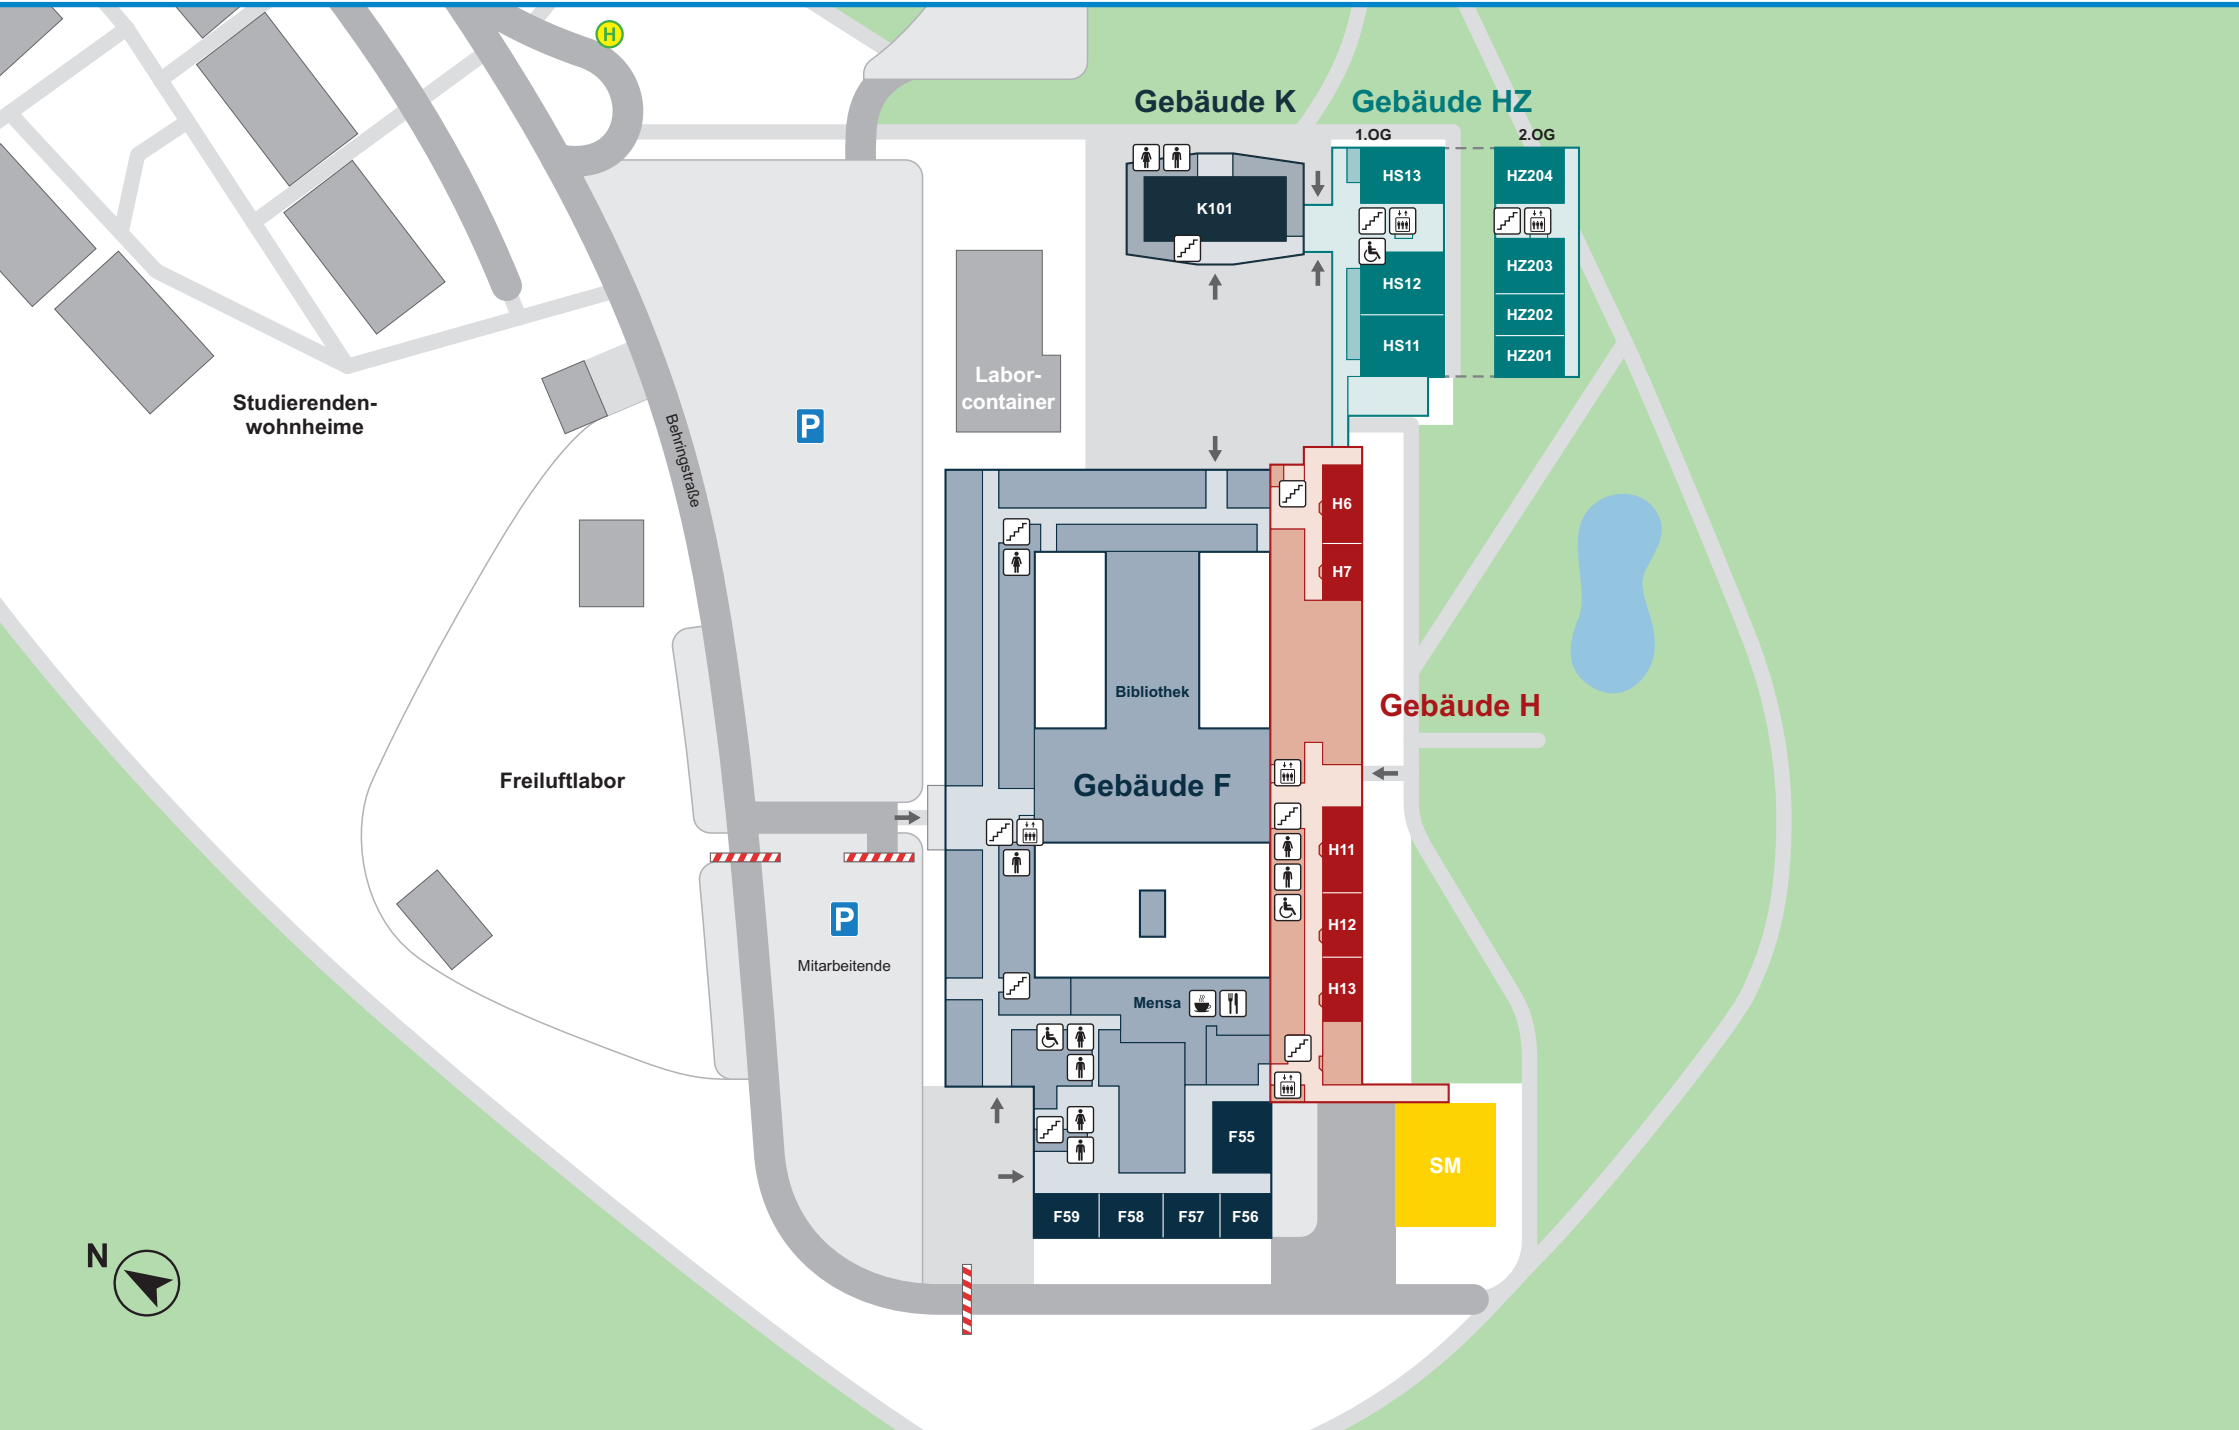 H
Gebäude K
Gebäude HZ
1.OG
2.OG
HS13
HZ204
K101
HZ203
HS12
HZ202
HS11
HZ201
Labor-
container
Studierenden-
wohnheime
P
Behringstraße
H6
H7
Bibliothek
Gebäude H
Freiluftlabor
Gebäude F
H11
P
H12
Mitarbeitende
H13
Mensa
F55
SM
F59
F58
F57
F56
N